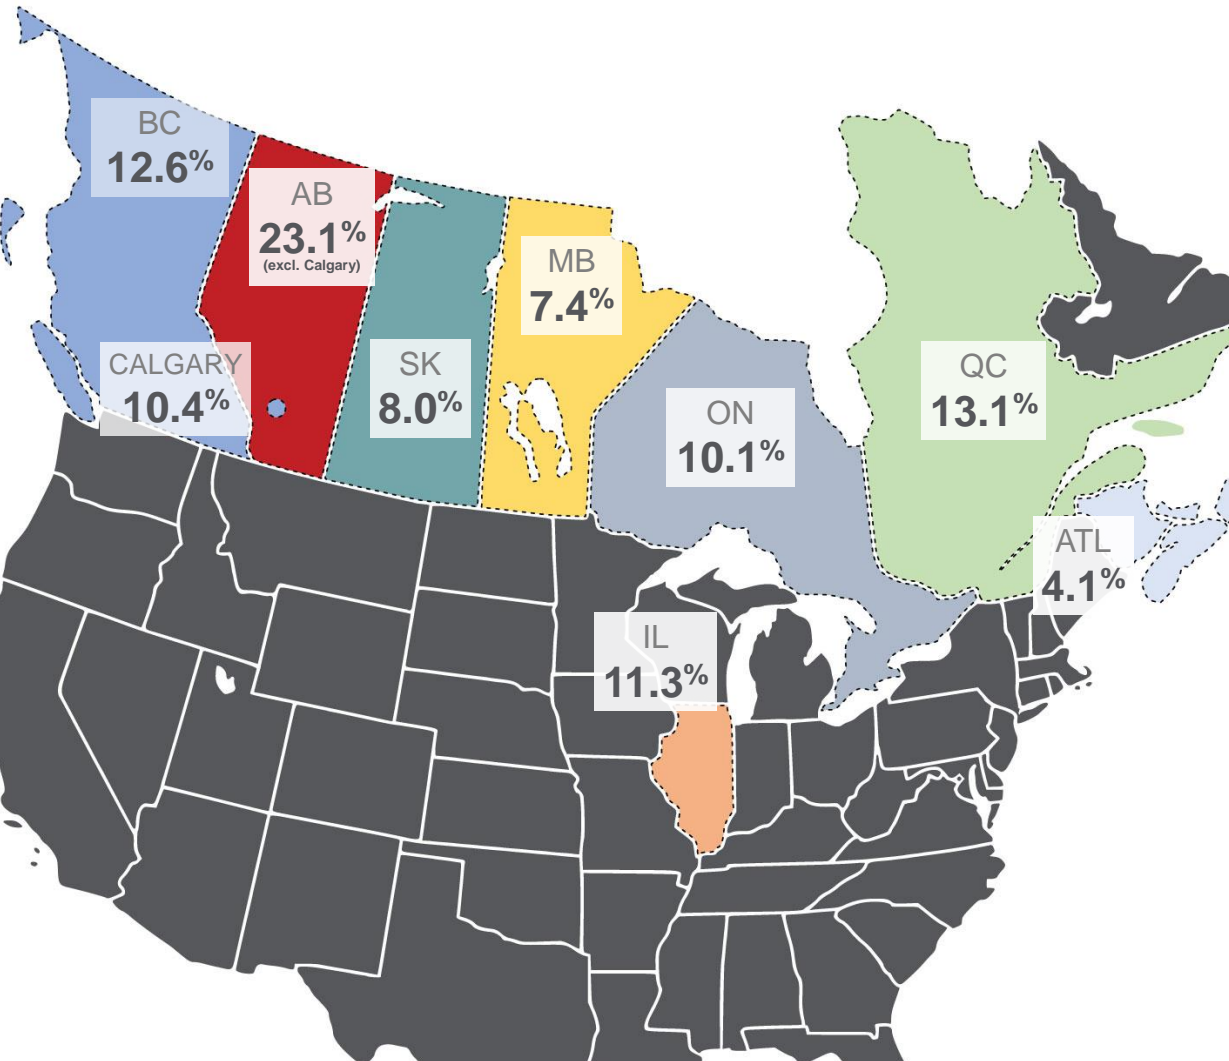 BC
12.6%
AB
23.1%
(excl. Calgary)
MB
7.4%
CALGARY
10.4%
SK
8.0%
ON
10.1%
QC
13.1%
ATL
4.1%
IL
11.3%